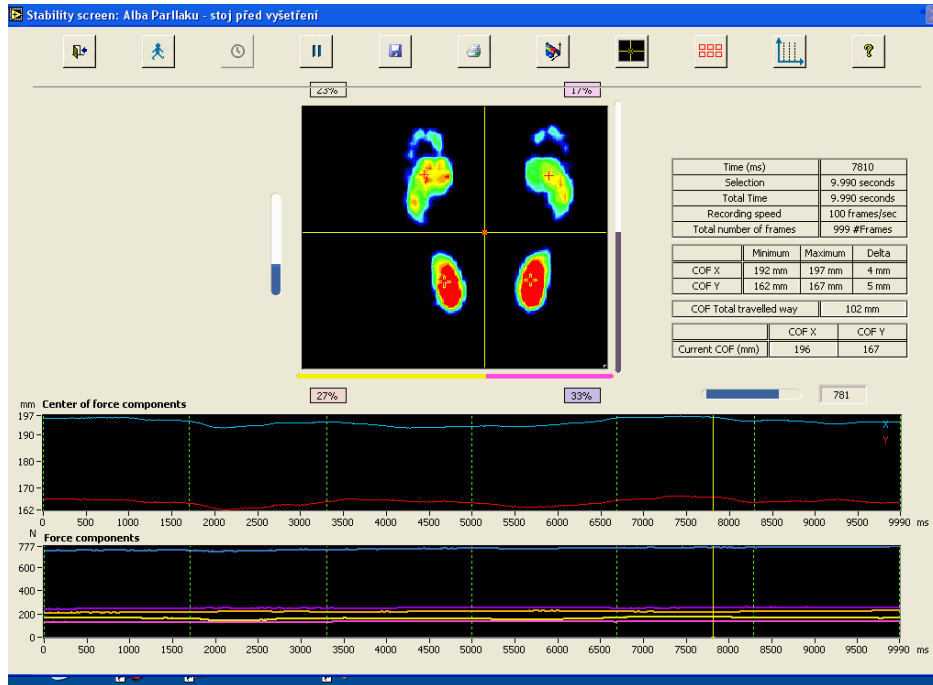 Stability screen: Alba Parllaku - stoj před vyšetření
?
23% 17%
Time (ms) 7810
Selection 9.990 seconds
Total Time 9.990 seconds
Recording speed 100 frames/sec
Total number of frames 999 #Frames
Minimum Maximum Delta
COF X 192 mm 197 mm 4 mm
COF Y 162 mm 167 mm 5 mm
COF Total travelled way 102 mm
COF X COF Y
Current COF (mm) 196 167
27% 33% 781
mm Center of force components
197
190
180
170
162
X
Y
0 500 1000 1500 2000 2500 3000 3500 4000 4500 5000 5500 6000 6500 7000 7500 8000 8500 9000 9500 9990 ms
N Force components
777
600
400
200
0
0 500 1000 1500 2000 2500 3000 3500 4000 4500 5000 5500 6000 6500 7000 7500 8000 8500 9000 9500 9990 ms